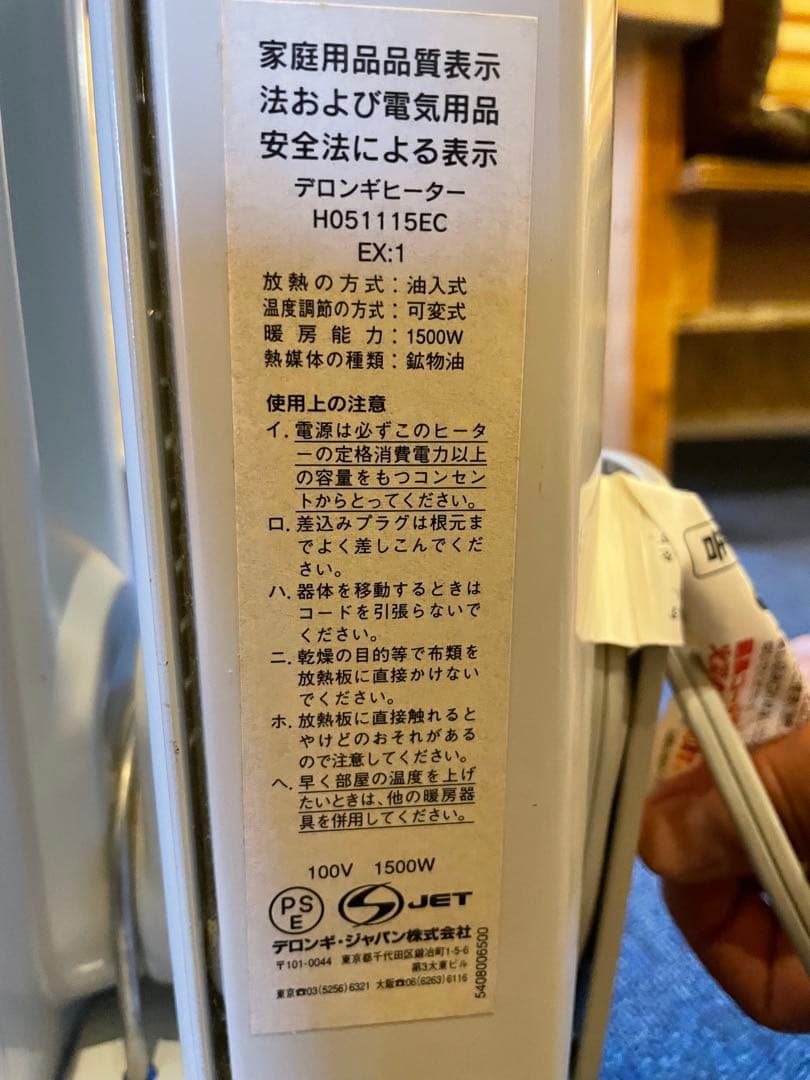 家庭用品品質表示
法および電気用品
安全法による表示
デロンギヒーター
H051115EC
EX:1
放熱の方式：油入式
温度調節の方式：可変式
暖房能力：1500W
熱媒体の種類：鉱物油
使用上の注意
イ.電源は必ずこのヒータ
ーの定格消費電力以上
の容量をもつコンセン
トからとってください。
ロ.差込みプラグは根元ま
でよく差しこんでくだ
さい。
ハ.器体を移動するときは
コードを引張らないで
ください。
ニ.乾燥の目的等で布類を
放熱板に直接かけない
でください。
ホ.放熱板に直接触れると
やけどのおそれがある
ので注意してください。
ヘ.早く部屋の温度を上げ
たいときは、他の暖房器
具を併用してください。
100V 1500W
PS
E
JET
デロンギ・ジャパン株式会社
〒101-0044 東京都千代田区鍛冶町1-5-6
第3大東ビル
東京☎03(5256)6321 大阪☎06(6263)6116
5408006500